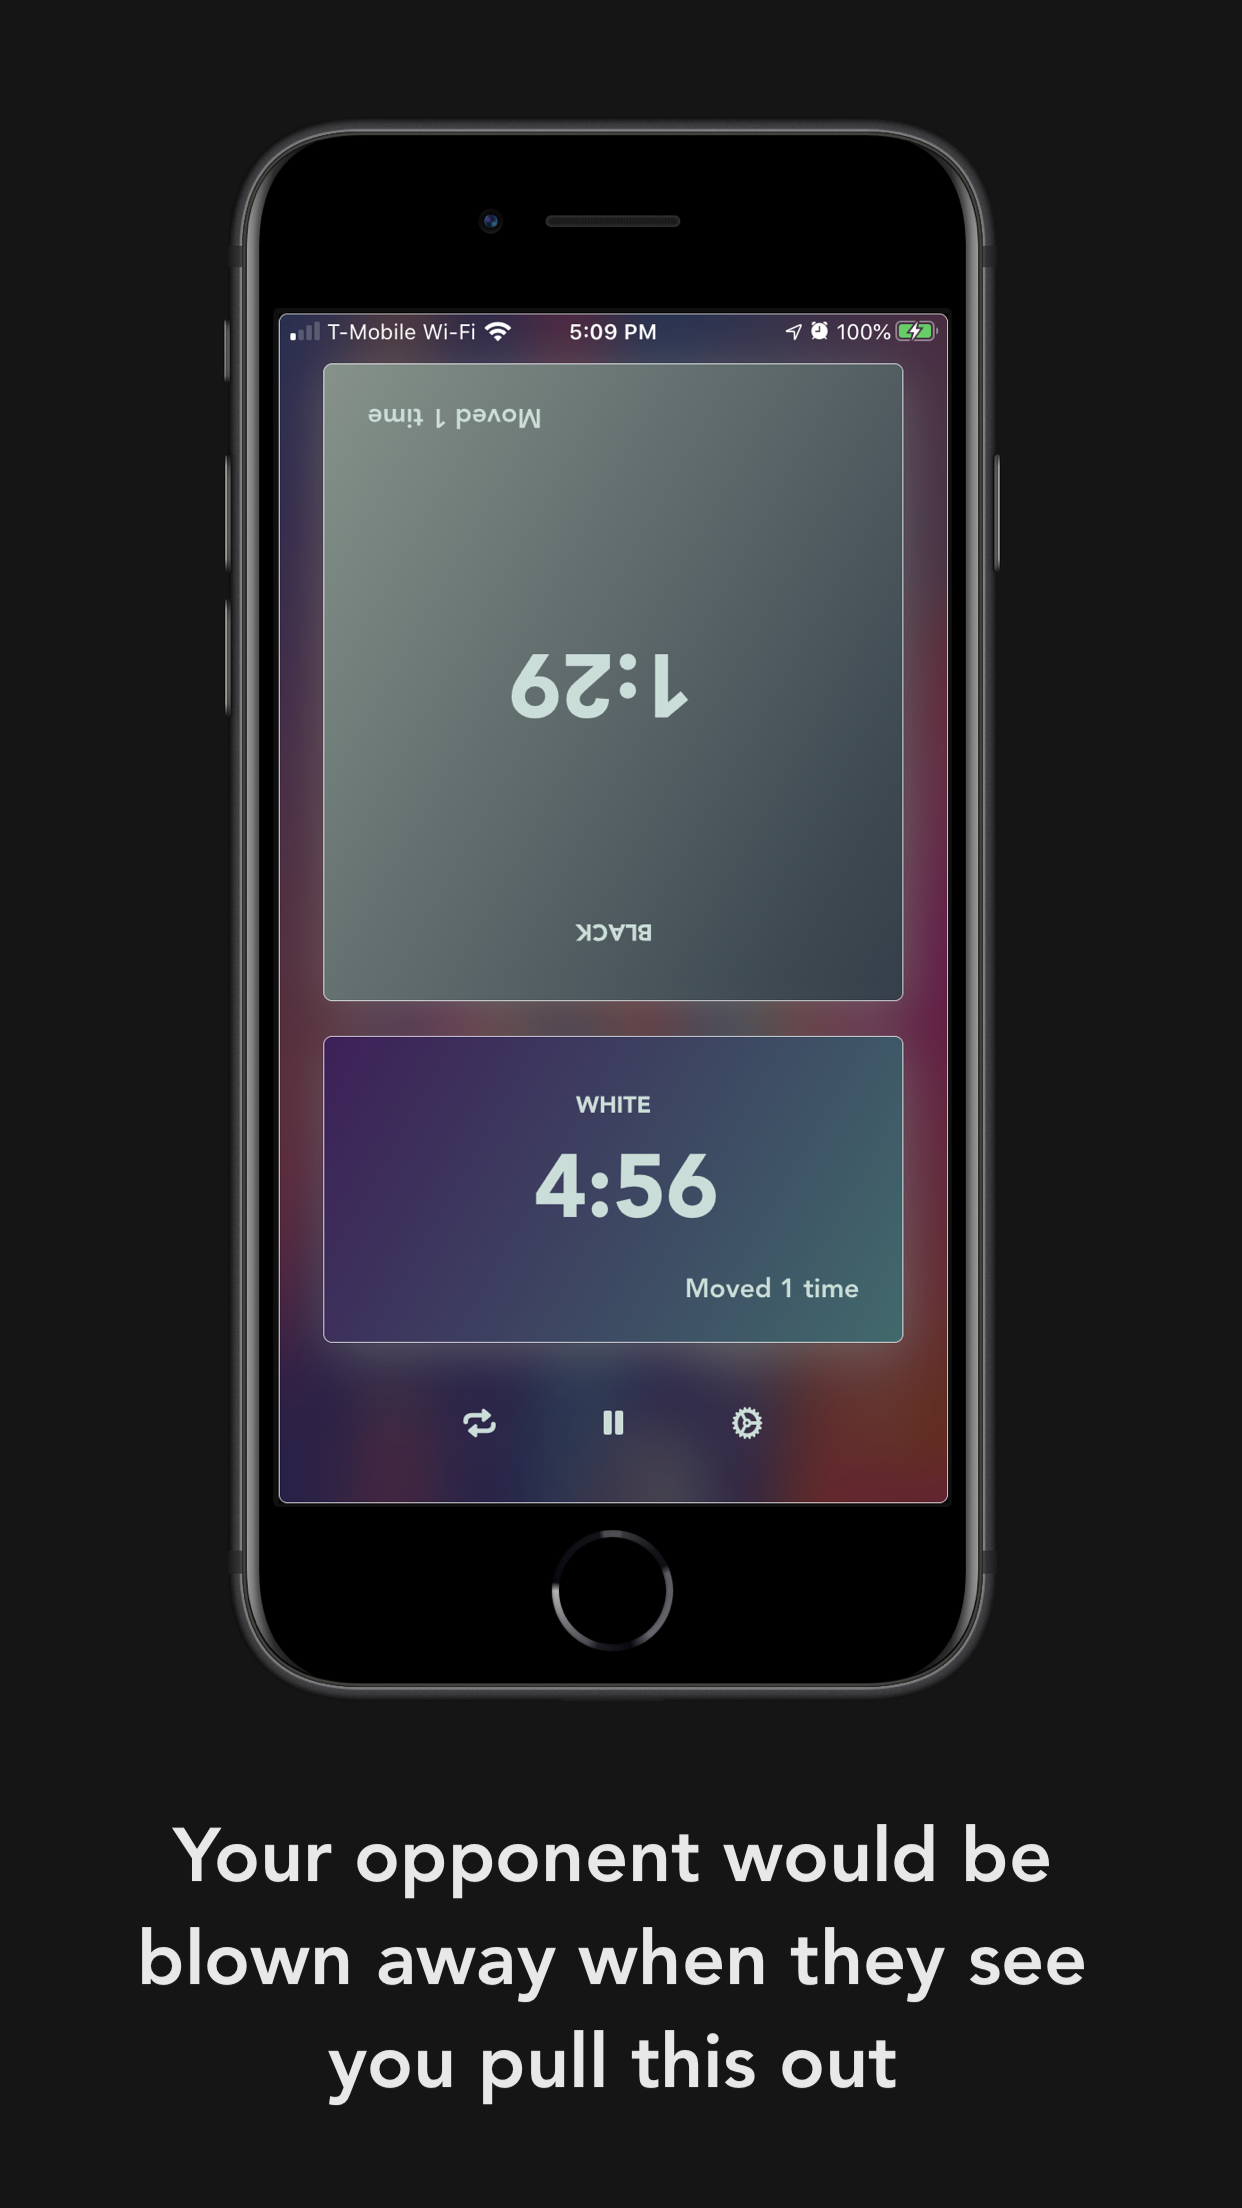 T-Mobile Wi-Fi 5:09 PM 100%
Moved 1 time
1:29
BLACK
WHITE
4:56
Moved 1 time
Your opponent would be
blown away when they see
you pull this out